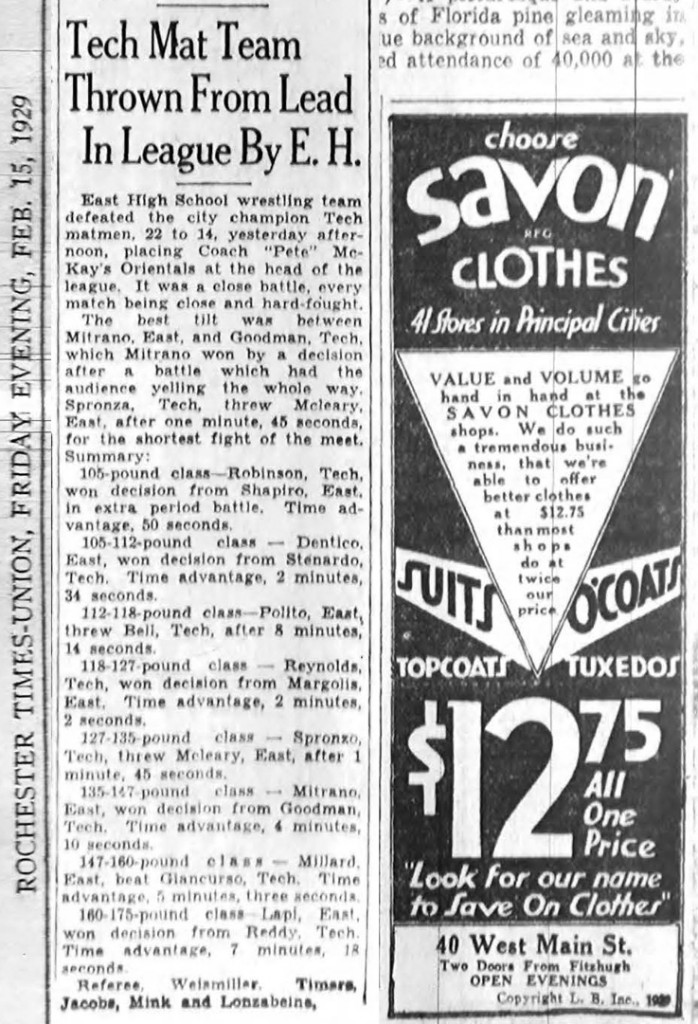 ROCHESTER TIMES-UNION, FRIDAY EVENING, FEB. 15, 1929
Tech Mat Team
Thrown From Lead
In League By E. H.
East High School wrestling team
defeated the city champion Tech
matmen, 22 to 14, yesterday after-
noon, placing Coach "Pete" Mc-
Kay's Orientals at the head of the
league. It was a close battle, every
match being close and hard-fought.
The best tilt was between
Mitrano, East, and Goodman, Tech,
which Mitrano won by a decision
after a battle which had the
audience yelling the whole way.
Spronza, Tech, threw Mcleary,
East, after one minute, 45 seconds,
for the shortest fight of the meet.
Summary:
105-pound class—Robinson, Tech,
won decision from Shapiro, East,
in extra period battle. Time ad-
vantage, 50 seconds.
105-112-pound class — Dentico,
East, won decision from Stenardo,
Tech. Time advantage, 2 minutes,
34 seconds.
112-118-pound class—Polito, East,
threw Bell, Tech, after 8 minutes,
14 seconds.
118-127-pound class — Reynolds,
Tech, won decision from Margolis,
East. Time advantage, 2 minutes,
2 seconds.
127-135-pound class — Spronzo,
Tech, threw Mcleary, East, after 1
minute, 45 seconds.
135-147-pound class — Mitrano,
East, won decision from Goodman,
Tech. Time advantage, 4 minutes,
10 seconds.
147-160-pound class — Millard,
East, beat Giancurso, Tech. Time
advantage, 5 minutes, three seconds.
160-175-pound class—Lapi, East,
won decision from Reddy, Tech.
Time advantage, 7 minutes, 18
seconds.
Referee, Weismiller. Timers,
Jacobs, Mink and Lonzabeine,
s of Florida pine gleaming in
ue background of sea and sky,
ed attendance of 40,000 at the
choose
Savon
CLOTHES
41 Stores in Principal Cities
VALUE and VOLUME go
hand in hand at the
SAVON CLOTHES
shops. We do such
a tremendous busi-
ness, that we're
able to offer
better clothes
at $12.75
than most
shops
do at
twice
our
price
SUITS O'COATS
TOPCOATS TUXEDOS
$12.75
All
One
Price
"Look for our name
to Save On Clothes"
40 West Main St.
Two Doors From Fitzhugh
OPEN EVENINGS
Copyright L. B. Inc., 1929